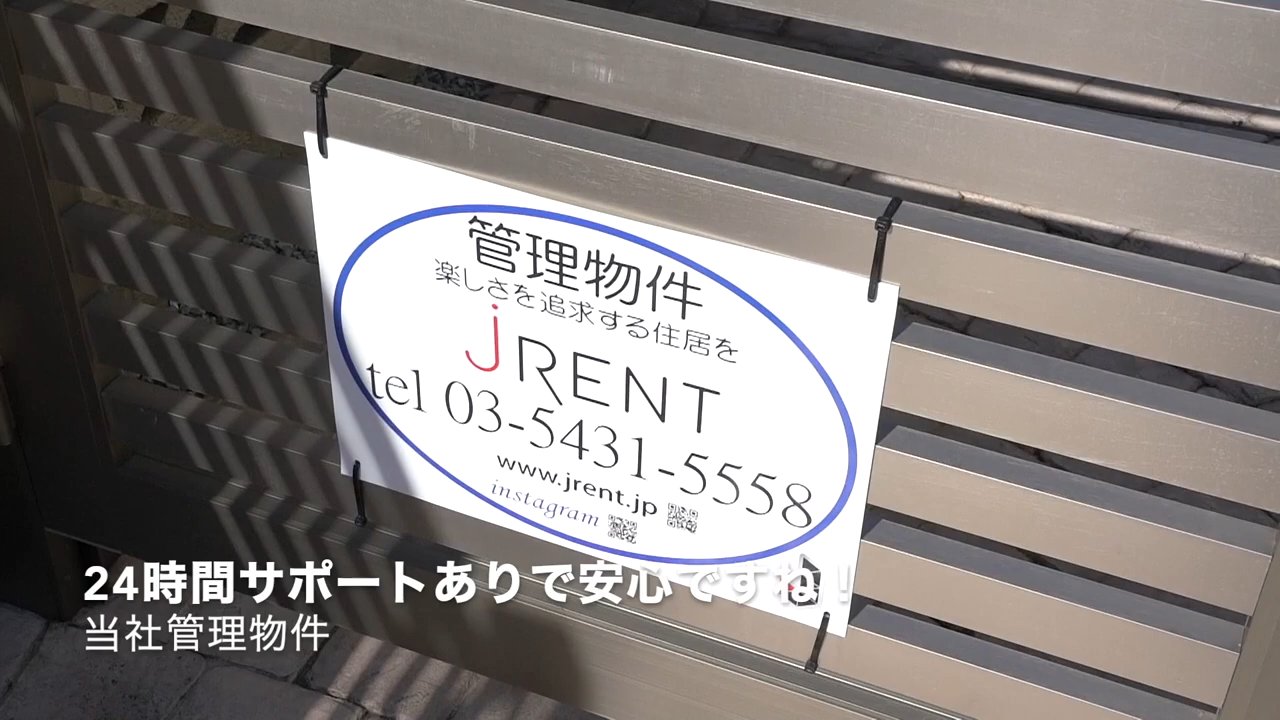 管理物件
楽しさを追求する住居を
jRENT
tel 03-5431-5558
www.jrent.jp
instagram
24時間サポートありで安心ですね!
当社管理物件